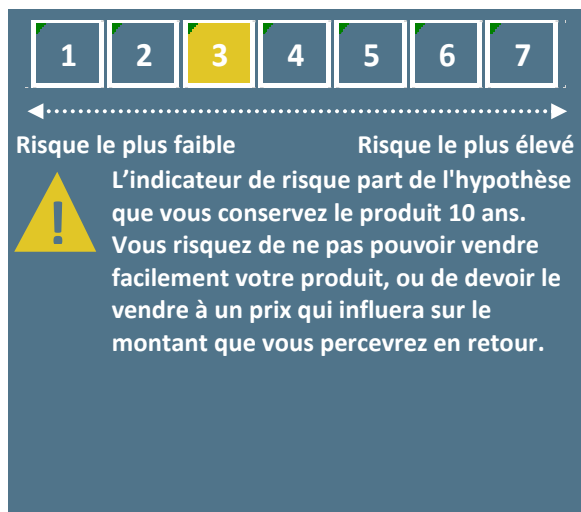 1 2 3 4 5 6 7
Risque le plus faible Risque le plus élevé
L’indicateur de risque part de l'hypothèse
que vous conservez le produit 10 ans.
Vous risquez de ne pas pouvoir vendre
facilement votre produit, ou de devoir le
vendre à un prix qui influera sur le
montant que vous percevrez en retour.